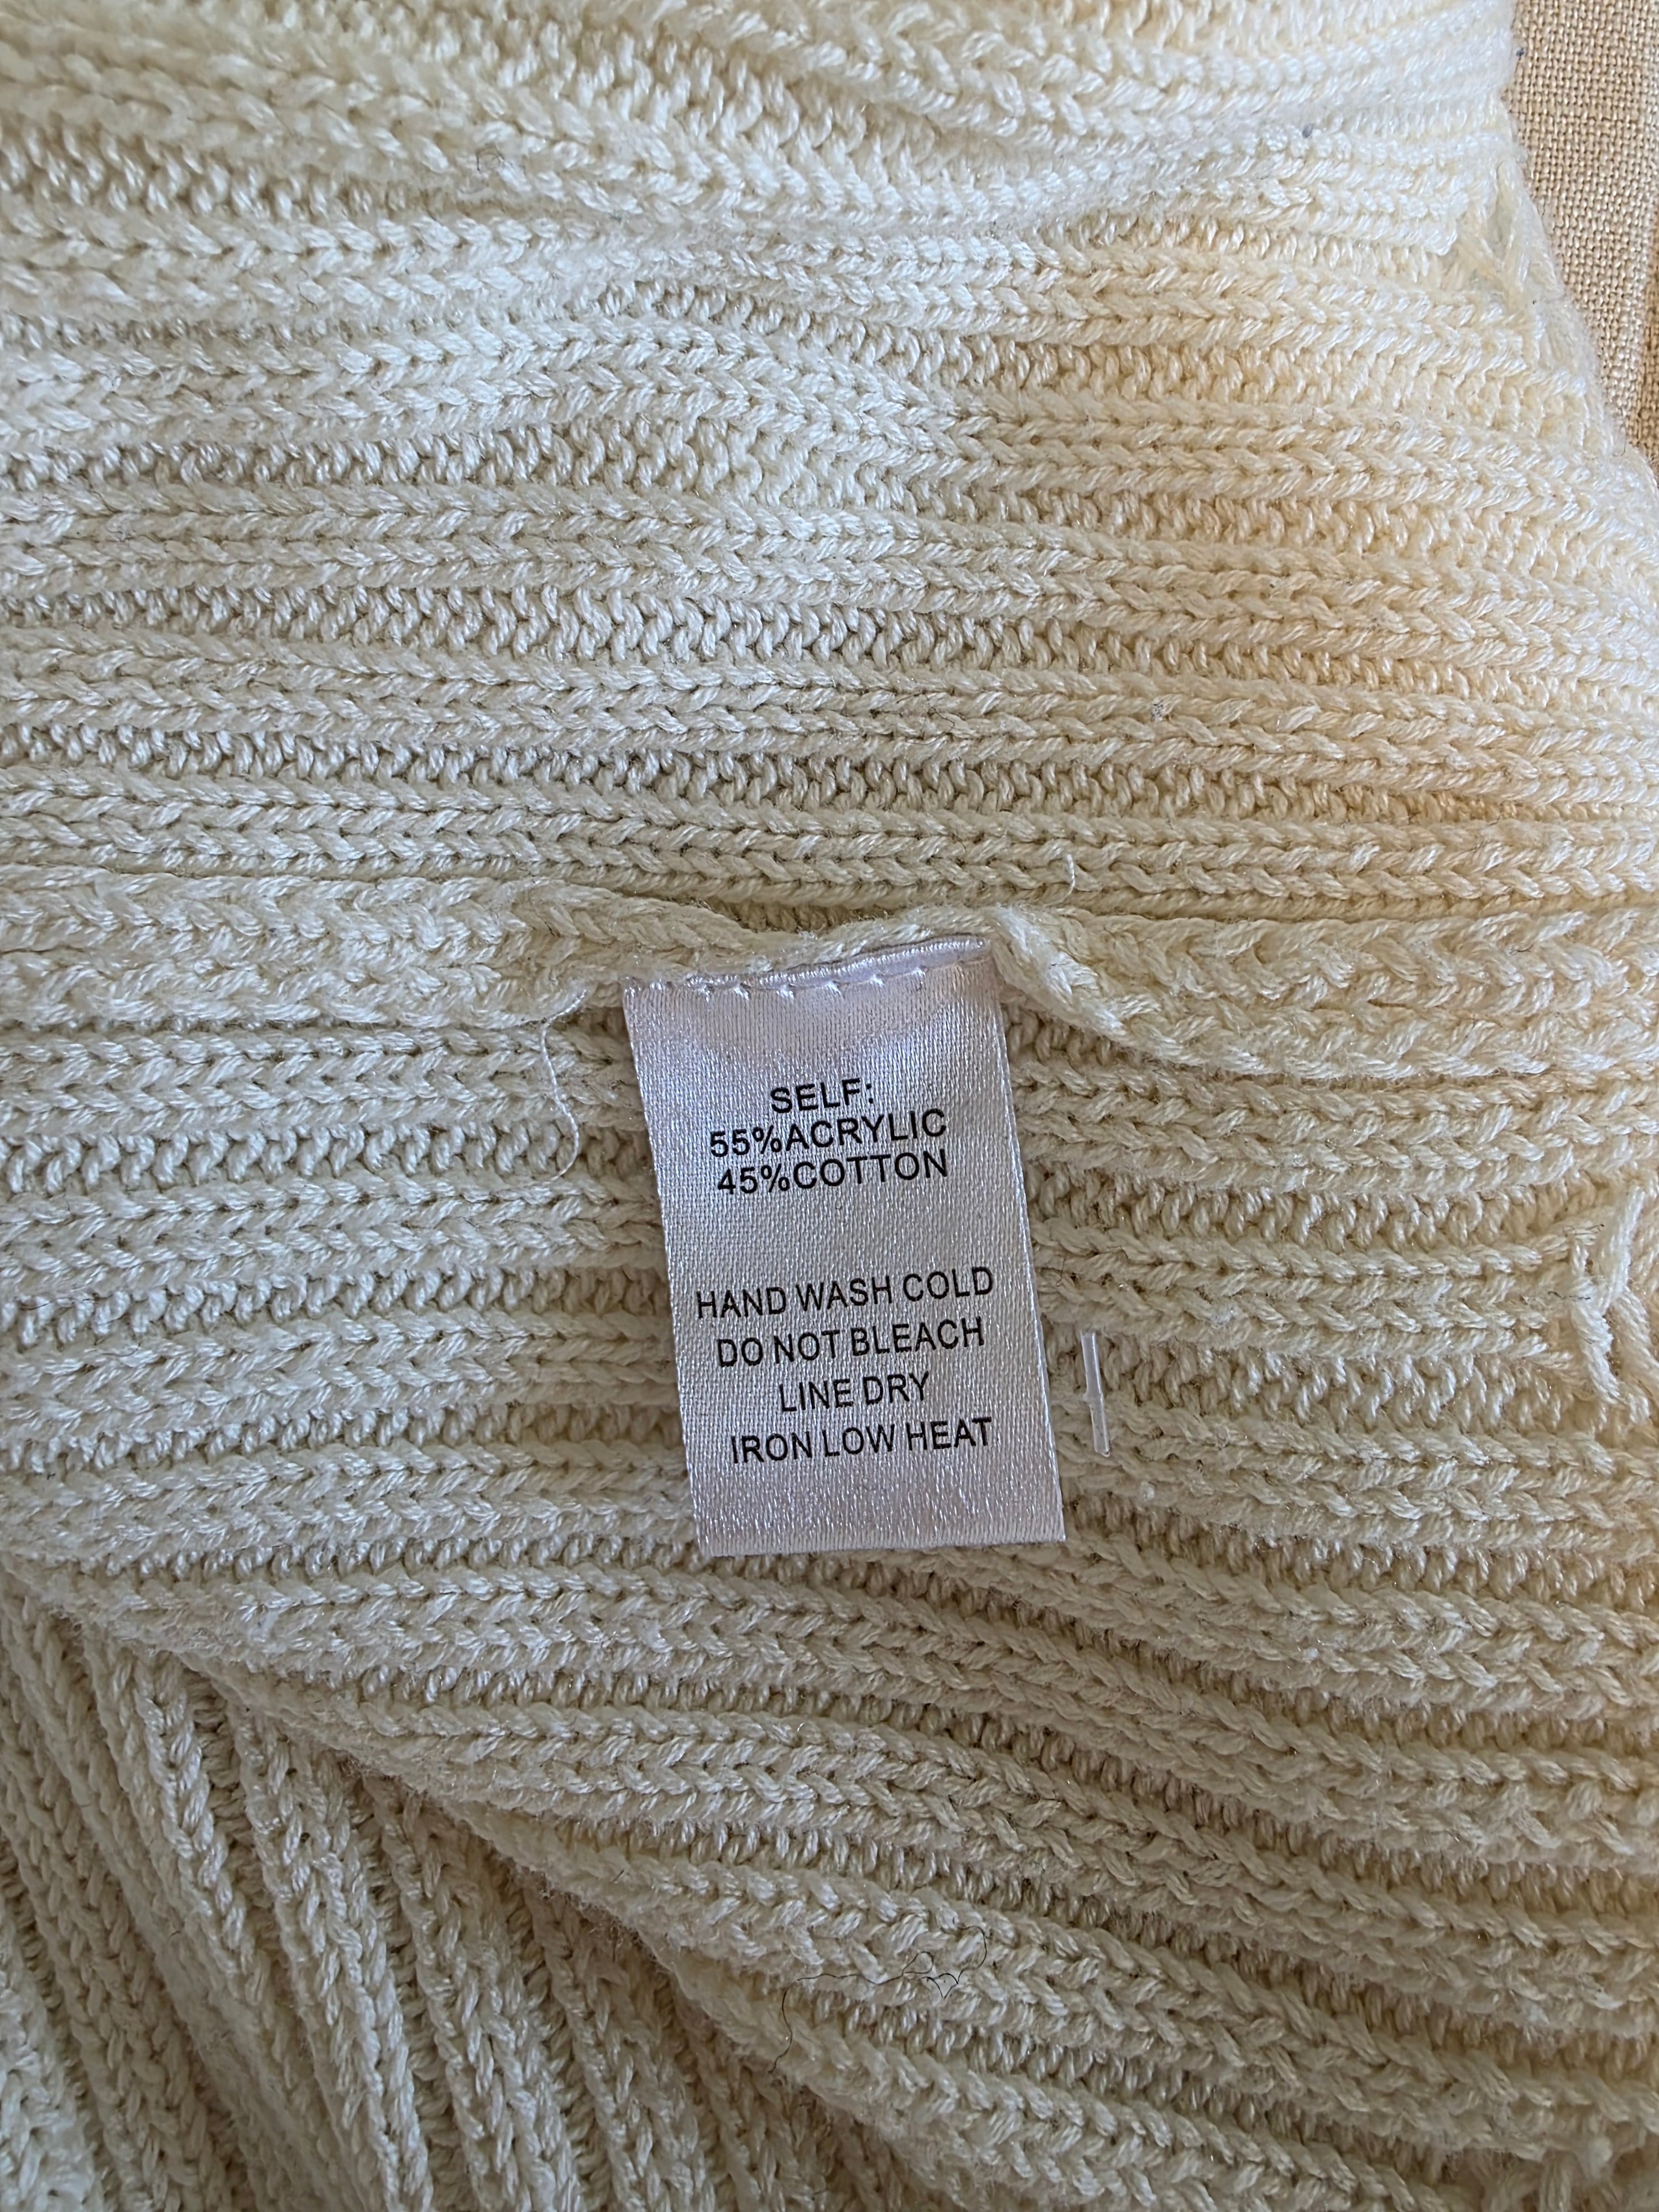 SELF:
55%ACRYLIC
45%COTTON
HAND WASH COLD
DO NOT BLEACH
LINE DRY
IRON LOW HEAT